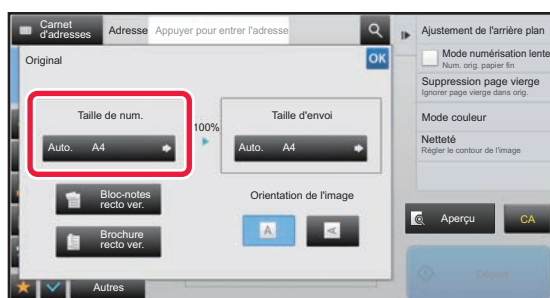 Carnet
d'adresses
Adresse
Appuyer pour entrer l'adresse
Original
OK
Taille de num.
Auto. A4
100%
Taille d'envoi
Auto. A4
Bloc-notes
recto ver.
Brochure
recto ver.
Orientation de l'image
A
A
Autres
Ajustement de l'arrière plan
Mode numérisation lente
Num. orig. papier fin
Suppression page vierge
Ignorer page vierge dans orig.
Mode couleur
Netteté
Régler le contour de l'image
Aperçu
CA
Départ